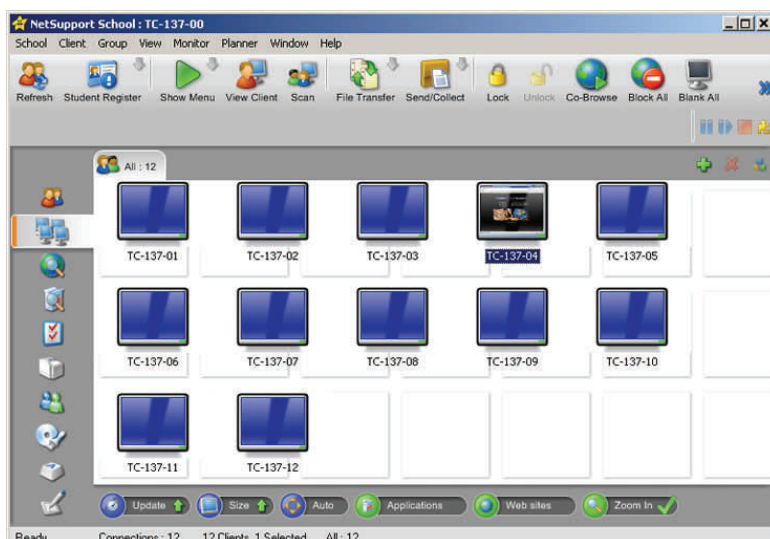 NetSupport School : TC-137-00
School Client Group View Monitor Planner Window Help
Refresh Student Register Show Menu View Client Scan File Transfer Send/Collect Lock Unlock Co-Browse Block All Blank All
All : 12
TC-137-01 TC-137-02 TC-137-03 TC-137-04 TC-137-05
TC-137-06 TC-137-07 TC-137-08 TC-137-09 TC-137-10
TC-137-11 TC-137-12
Update Size Auto Applications Web sites Zoom In
Ready Connections : 12 12 Clients, 1 Selected All : 12